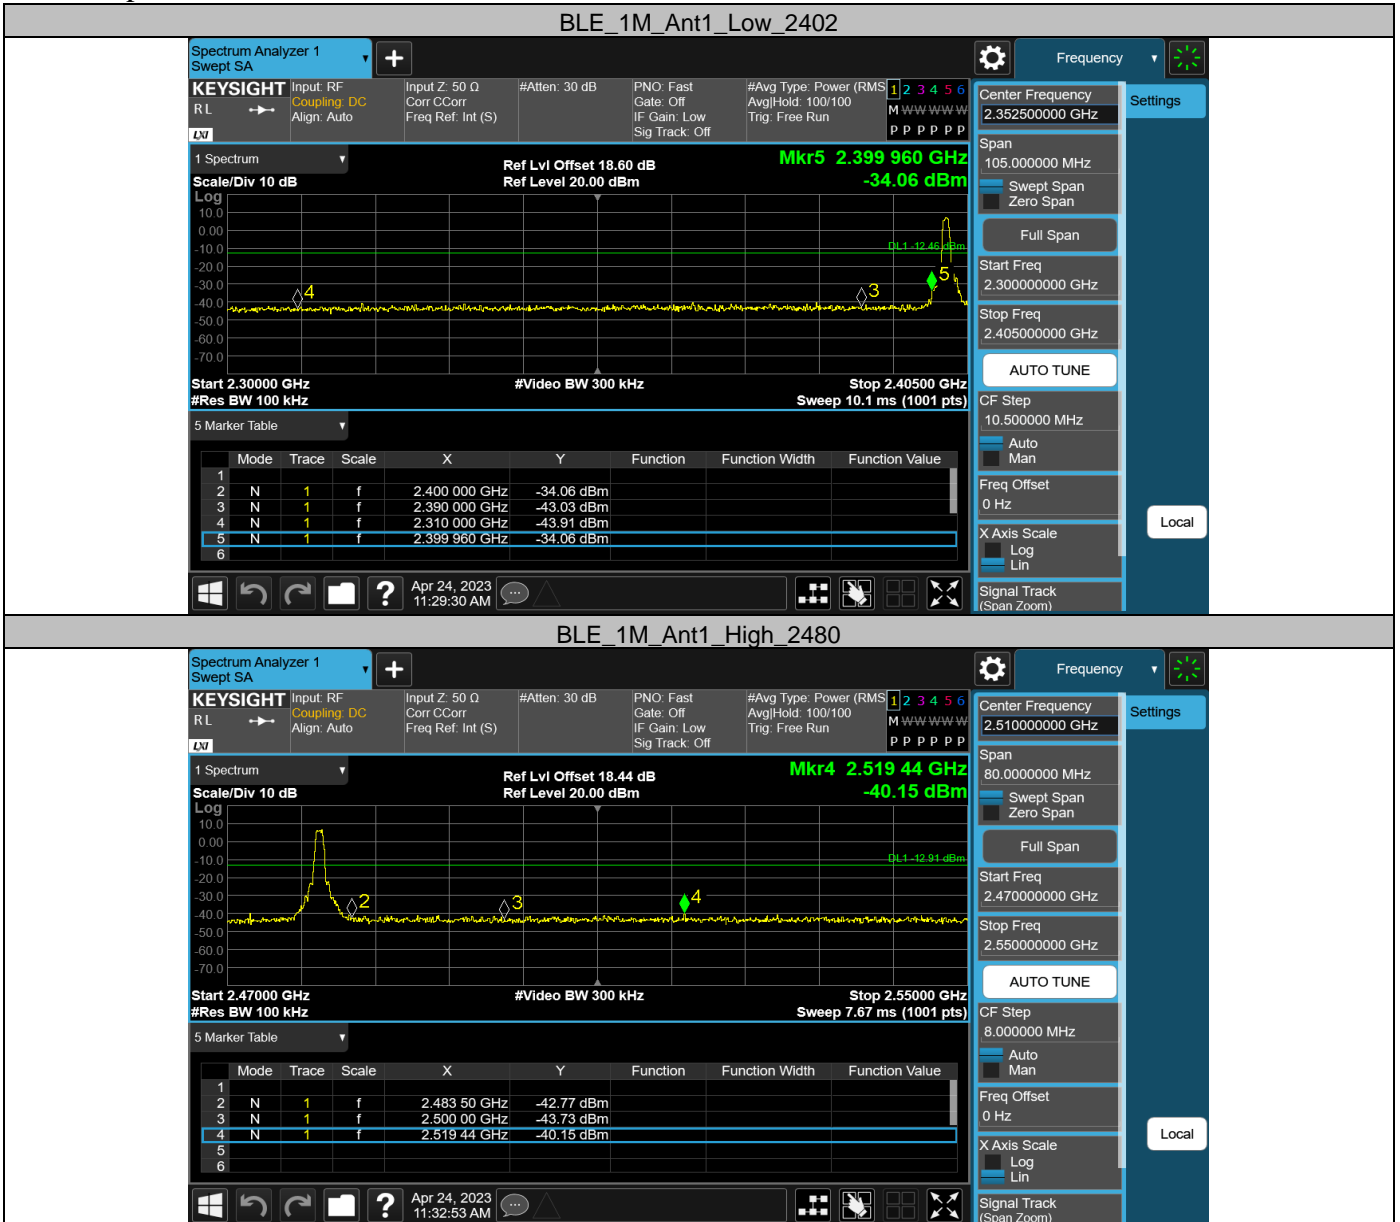 BLE_1M_Ant1_Low_2402
Spectrum Analyzer 1
Swept SA
+
Frequency
KEYSIGHT
R L
LXI
Input: RF
Coupling: DC
Align: Auto
Input Z: 50 Ω
Corr CCorr
Freq Ref: Int (S)
#Atten: 30 dB
PNO: Fast
Gate: Off
IF Gain: Low
Sig Track: Off
#Avg Type: Power (RMS
Avg|Hold: 100/100
Trig: Free Run
1 2 3 4 5 6
M W W W W W
P P P P P P
Center Frequency
2.352500000 GHz
Settings
Span
105.000000 MHz
Swept Span
Zero Span
Full Span
Start Freq
2.300000000 GHz
Stop Freq
2.405000000 GHz
AUTO TUNE
CF Step
10.500000 MHz
Auto
Man
Freq Offset
0 Hz
X Axis Scale
Log
Lin
Signal Track
(Span Zoom)
Local
1 Spectrum
Scale/Div 10 dB
Ref Lvl Offset 18.60 dB
Ref Level 20.00 dBm
Mkr5 2.399 960 GHz
-34.06 dBm
Log
10.0
0.00
-10.0
-20.0
-30.0
-40.0
-50.0
-60.0
-70.0
DL1 -12.46 dBm
4
3
5
Start 2.30000 GHz
#Video BW 300 kHz
Stop 2.40500 GHz
#Res BW 100 kHz
Sweep 10.1 ms (1001 pts)
5 Marker Table
Mode Trace Scale X Y Function Function Width Function Value
1
2 N 1 f 2.400 000 GHz -34.06 dBm
3 N 1 f 2.390 000 GHz -43.03 dBm
4 N 1 f 2.310 000 GHz -43.91 dBm
5 N 1 f 2.399 960 GHz -34.06 dBm
6
?
Apr 24, 2023
11:29:30 AM
BLE_1M_Ant1_High_2480
Spectrum Analyzer 1
Swept SA
+
Frequency
KEYSIGHT
R L
LXI
Input: RF
Coupling: DC
Align: Auto
Input Z: 50 Ω
Corr CCorr
Freq Ref: Int (S)
#Atten: 30 dB
PNO: Fast
Gate: Off
IF Gain: Low
Sig Track: Off
#Avg Type: Power (RMS
Avg|Hold: 100/100
Trig: Free Run
1 2 3 4 5 6
M W W W W W
P P P P P P
Center Frequency
2.510000000 GHz
Settings
Span
80.0000000 MHz
Swept Span
Zero Span
Full Span
Start Freq
2.470000000 GHz
Stop Freq
2.550000000 GHz
AUTO TUNE
CF Step
8.000000 MHz
Auto
Man
Freq Offset
0 Hz
X Axis Scale
Log
Lin
Signal Track
(Span Zoom)
Local
1 Spectrum
Scale/Div 10 dB
Ref Lvl Offset 18.44 dB
Ref Level 20.00 dBm
Mkr4 2.519 44 GHz
-40.15 dBm
Log
10.0
0.00
-10.0
-20.0
-30.0
-40.0
-50.0
-60.0
-70.0
DL1 -12.91 dBm
2
3
4
Start 2.47000 GHz
#Video BW 300 kHz
Stop 2.55000 GHz
#Res BW 100 kHz
Sweep 7.67 ms (1001 pts)
5 Marker Table
Mode Trace Scale X Y Function Function Width Function Value
1
2 N 1 f 2.483 50 GHz -42.77 dBm
3 N 1 f 2.500 00 GHz -43.73 dBm
4 N 1 f 2.519 44 GHz -40.15 dBm
5
6
?
Apr 24, 2023
11:32:53 AM